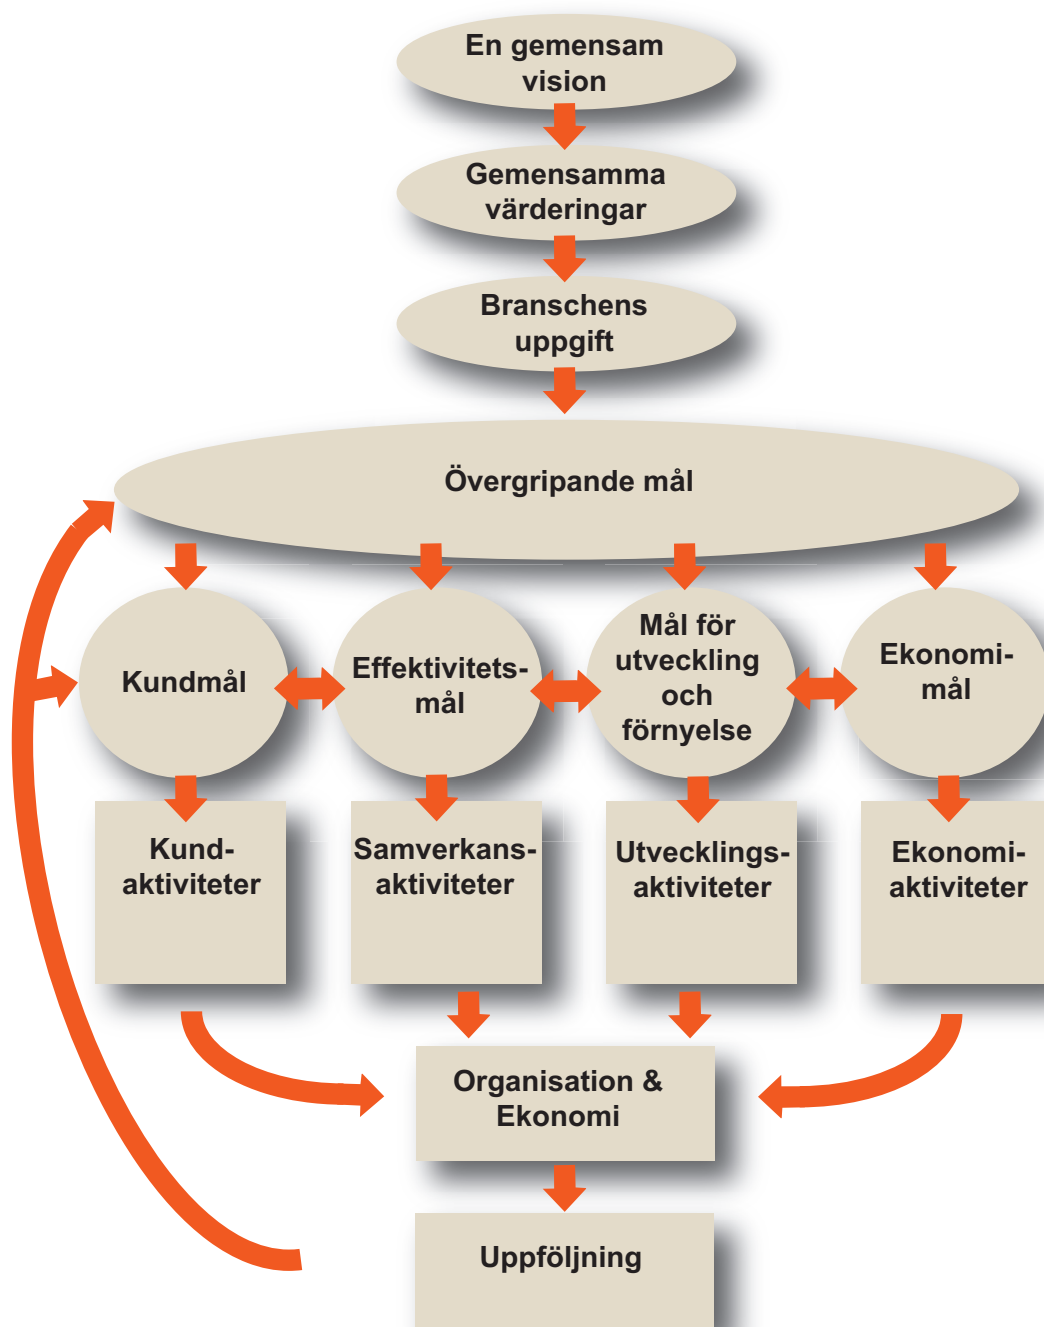 En gemensam
vision
Gemensamma
värderingar
Branschens
uppgift
Övergripande mål
Kundmål
Effektivitets-
mål
Mål för
utveckling
och
förnyelse
Ekonomi-
mål
Kund-
aktiviteter
Samverkans-
aktiviteter
Utvecklings-
aktiviteter
Ekonomi-
aktiviteter
Organisation &
Ekonomi
Uppföljning